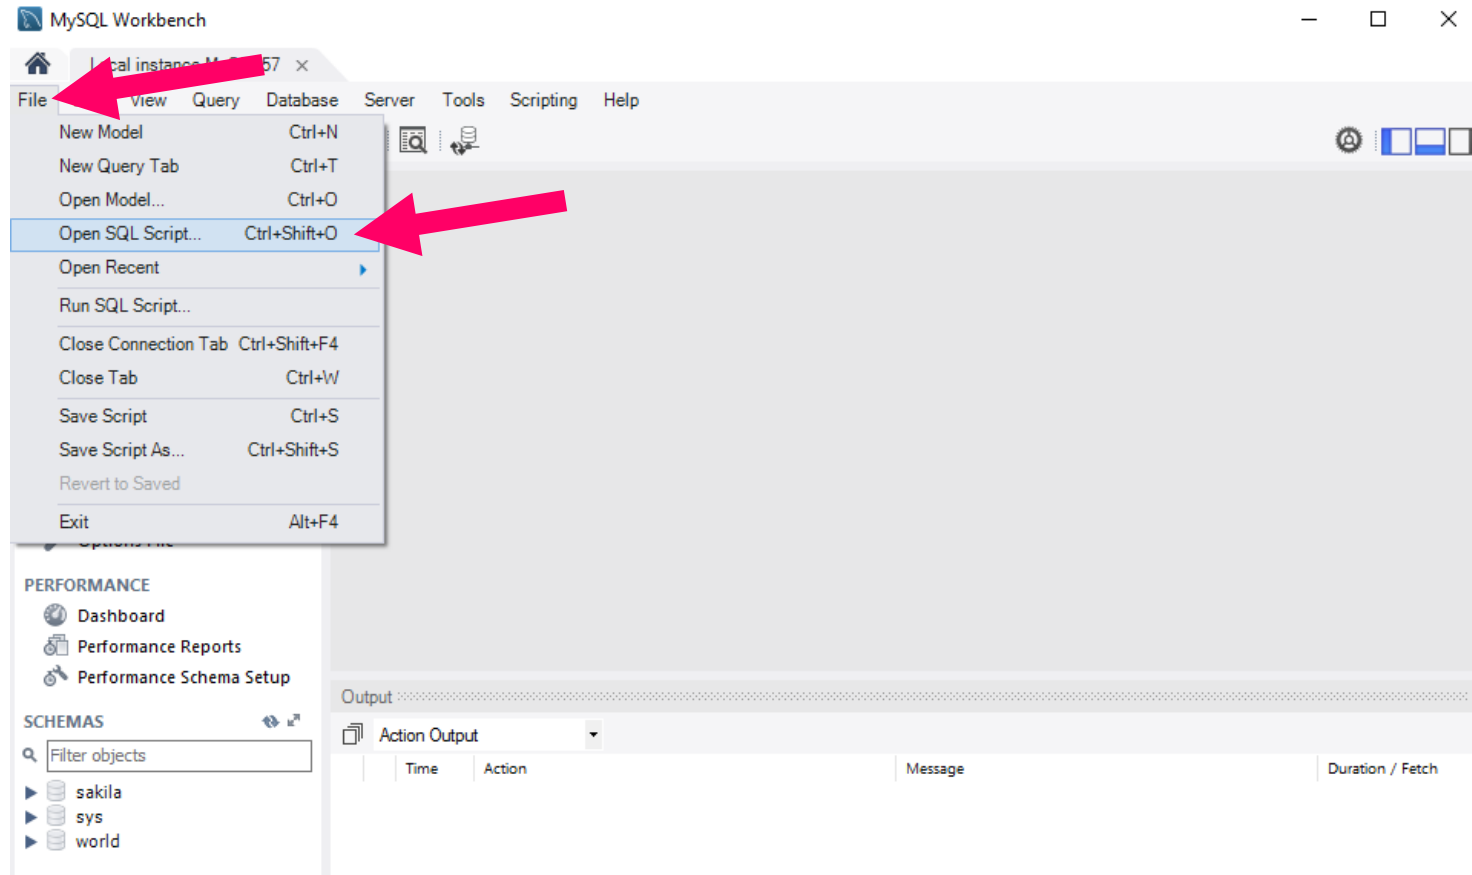 MySQL Workbench
57 ×
File View Query Database Server Tools Scripting Help
New Model Ctrl+N
New Query Tab Ctrl+T
Open Model... Ctrl+O
Open SQL Script... Ctrl+Shift+O
Open Recent
Run SQL Script...
Close Connection Tab Ctrl+Shift+F4
Close Tab Ctrl+W
Save Script Ctrl+S
Save Script As... Ctrl+Shift+S
Revert to Saved
Exit Alt+F4
Options File
PERFORMANCE
Dashboard
Performance Reports
Performance Schema Setup
SCHEMAS
Filter objects
sakila
sys
world
Output
Action Output
Time Action Message Duration / Fetch